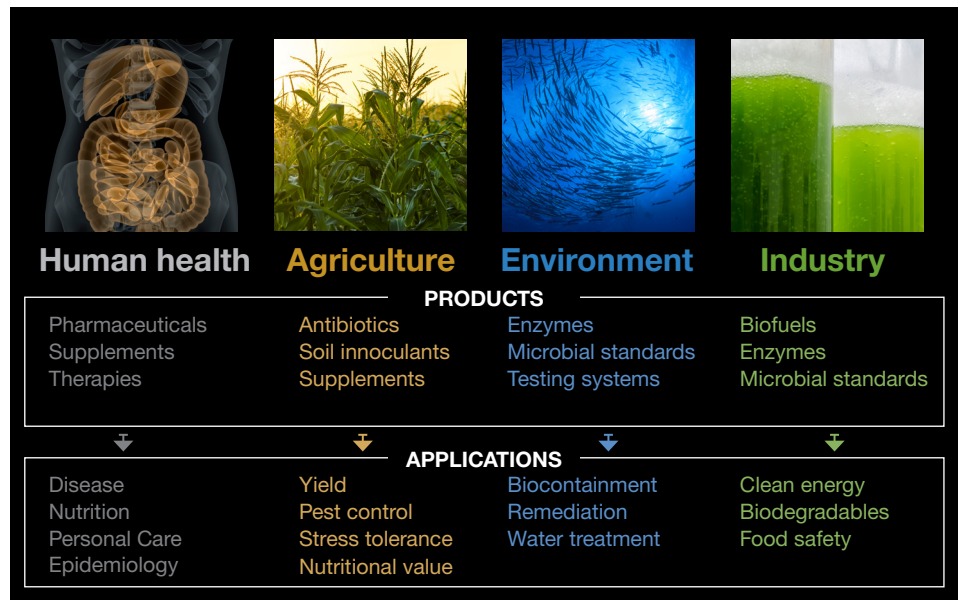 Human health
Agriculture
Environment
Industry
PRODUCTS
Pharmaceuticals
Supplements
Therapies
Antibiotics
Soil innoculants
Supplements
Enzymes
Microbial standards
Testing systems
Biofuels
Enzymes
Microbial standards
APPLICATIONS
Disease
Nutrition
Personal Care
Epidemiology
Yield
Pest control
Stress tolerance
Nutritional value
Biocontainment
Remediation
Water treatment
Clean energy
Biodegradables
Food safety